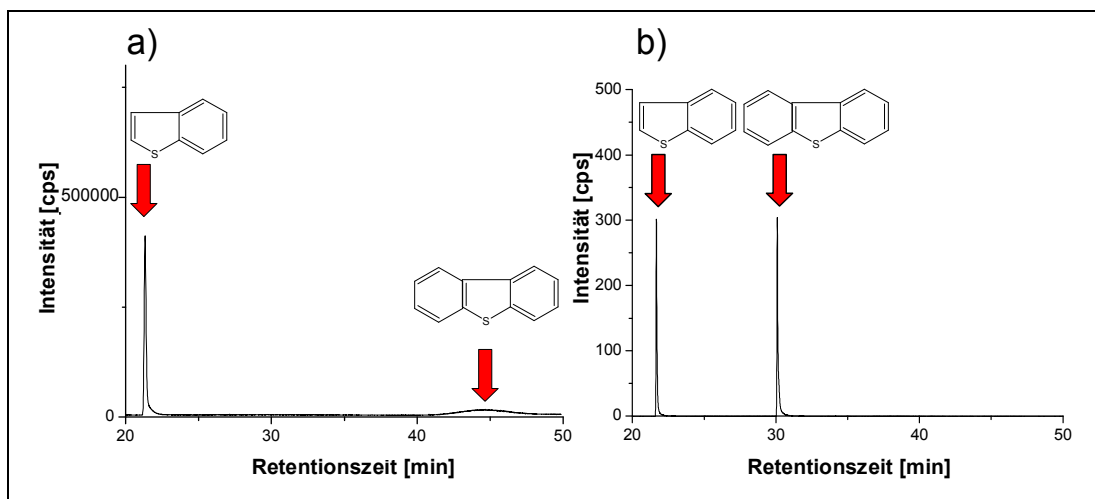 a)
Intensität [cps]
500000
0
S
S
20
30
40
50
Retentionszeit [min]
b)
Intensität [cps]
500
400
300
200
100
0
S
S
20
30
40
50
Retentionszeit [min]